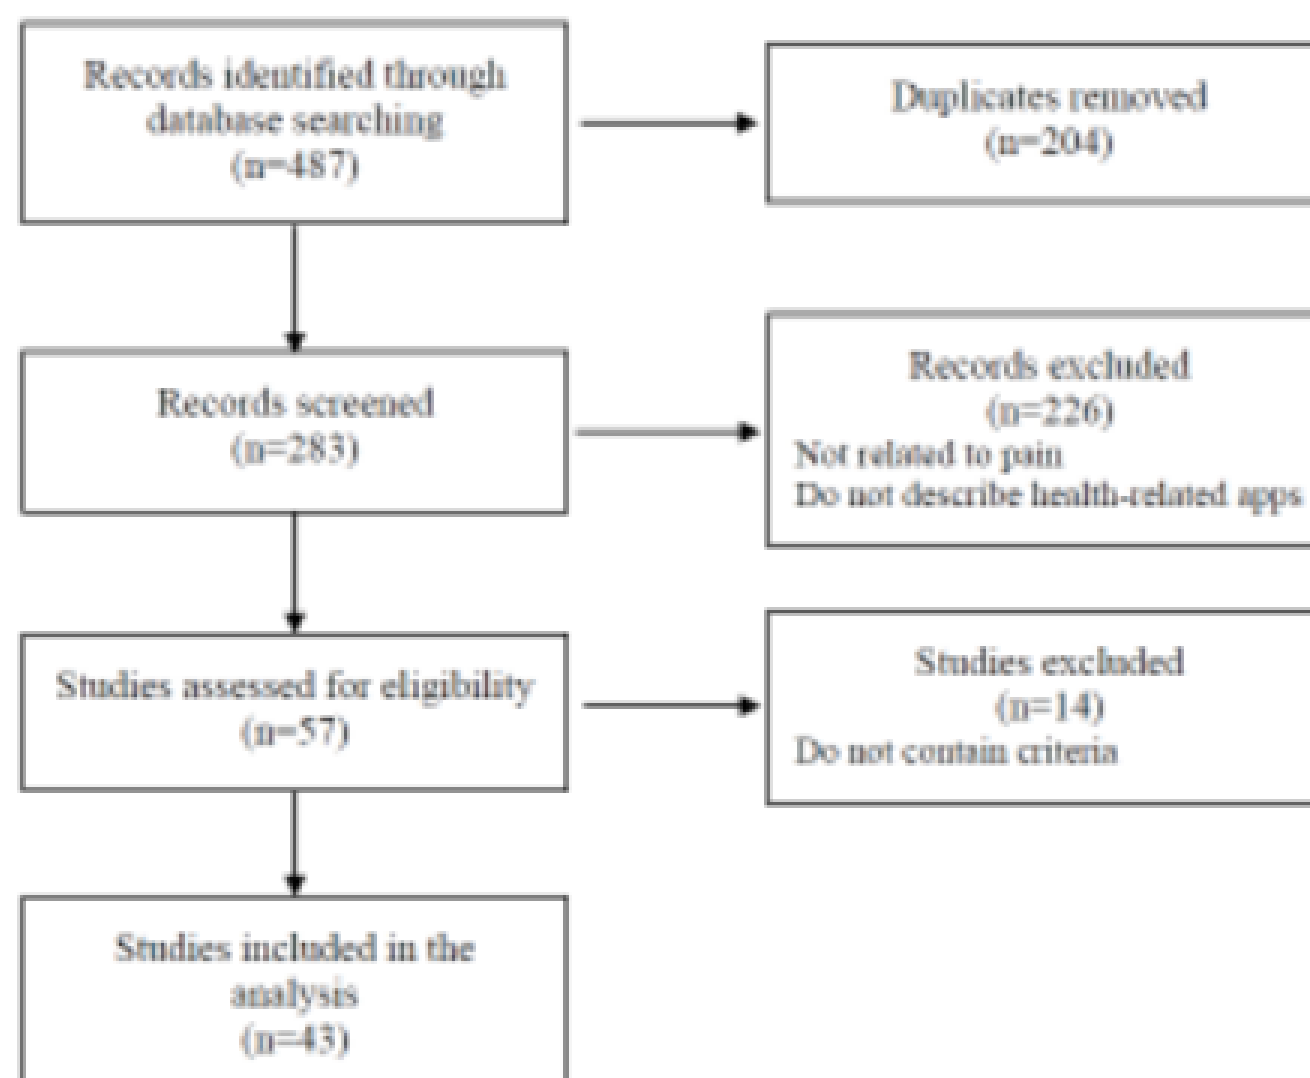 Records identified through
database searching
(n=487)
Duplicates removed
(n=204)
Records screened
(n=283)
Records excluded
(n=226)
Not related to pain
Do not describe health-related apps
Studies assessed for eligibility
(n=57)
Studies excluded
(n=14)
Do not contain criteria
Studies included in the
analysis
(n=43)